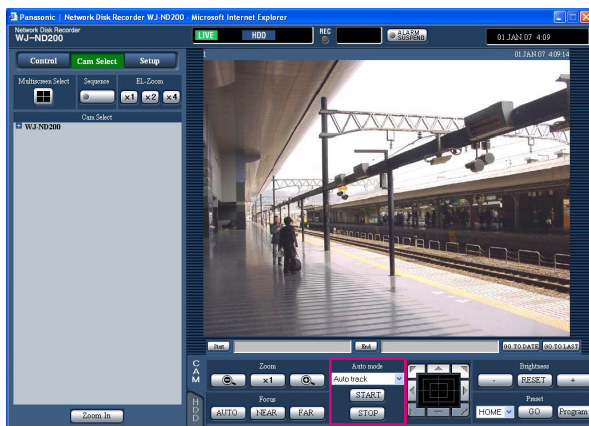 Panasonic | Network Disk Recorder WJ-ND200 - Microsoft Internet Explorer
Network Disk Recorder
WJ-ND200
LIVE
HDD
REC
ALARM
SUSPEND
01.JAN.07 4:09
Control
Cam Select
Setup
1
01.JAN.07 4:09:14
Multiscreen Select
Sequence
EL-Zoom
x1
x2
x4
Cam Select
WJ-ND200
Start
End
GO TO DATE
GO TO LAST
CAM
Zoom
x1
Auto mode
Auto track
START
STOP
Brightness
-
RESET
+
HDD
Focus
AUTO
NEAR
FAR
Preset
HOME
GO
Program
Zoom In